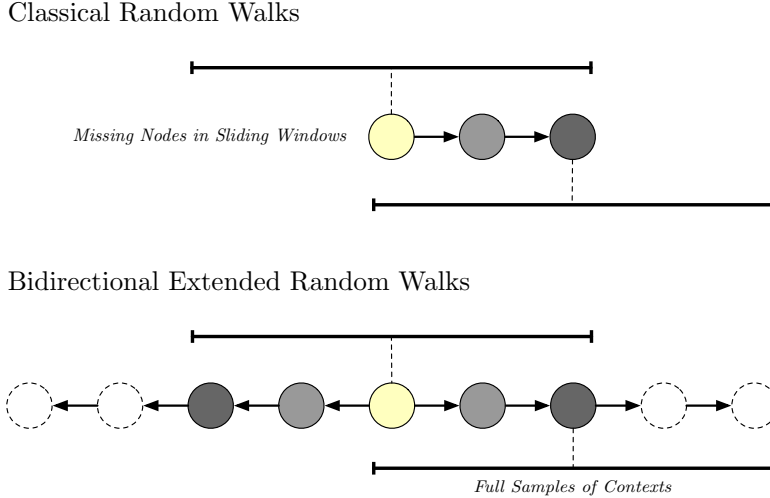 Classical Random Walks
Missing Nodes in Sliding Windows
Bidirectional Extended Random Walks
Full Samples of Contexts